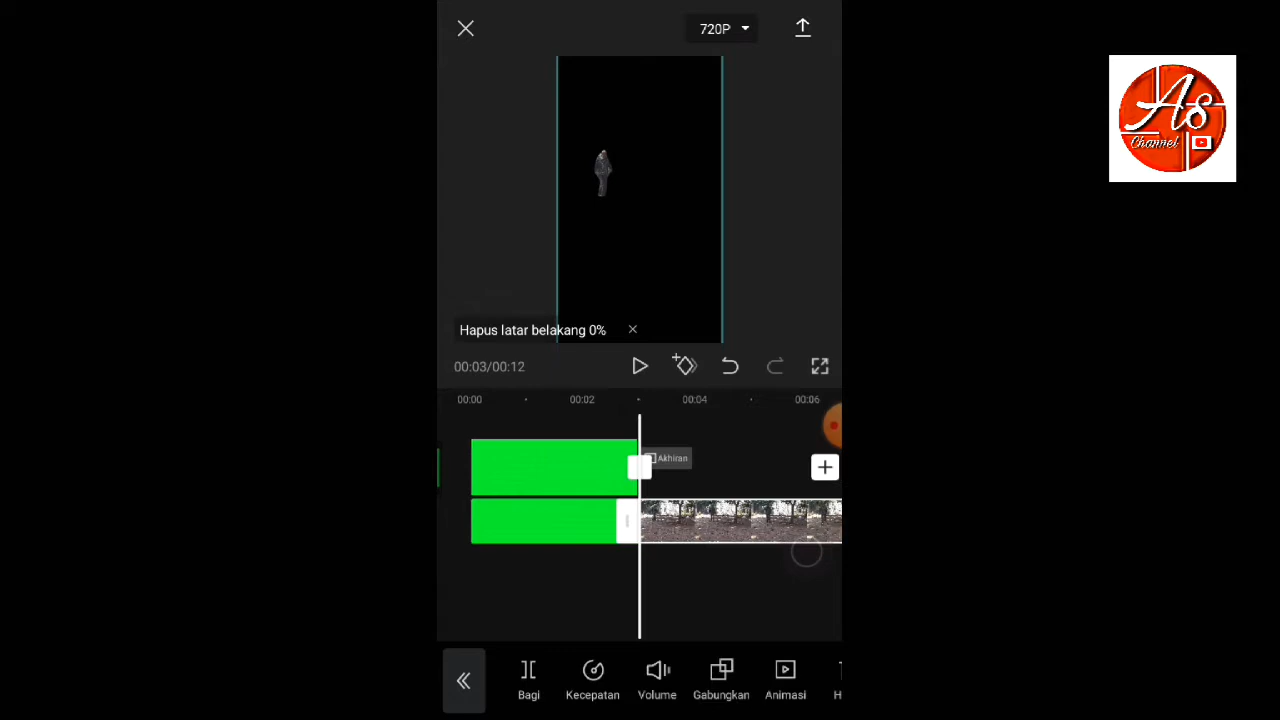 720P
As
Channel
Hapus latar belakang 0%
00:03/00:12
00:00
00:02
00:04
00:06
Akhiran
Bagi
Kecepatan
Volume
Gabungkan
Animasi
H